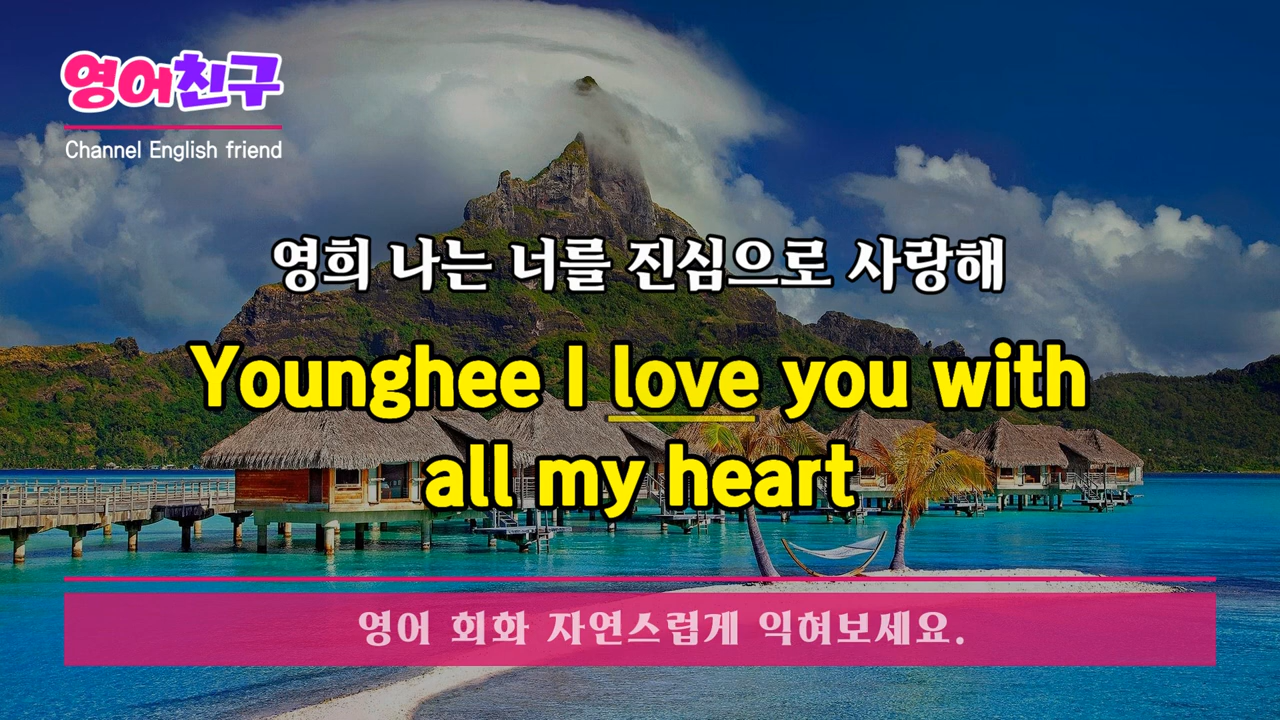 영어친구
Channel English friend
영희 나는 너를 진심으로 사랑해
Younghee I love you with
all my heart
영어 회화 자연스럽게 익혀보세요.